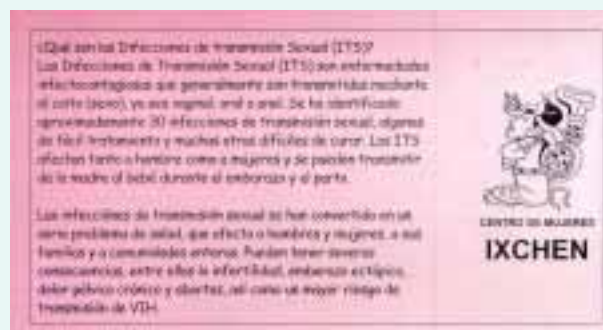 ¿Qué son las Infecciones de transmisión Sexual (ITS)?
Las Infecciones de Transmisión Sexual (ITS) son enfermedades
infectocontagiosas que generalmente son transmitidas mediante
el coito (sexo), ya sea vaginal, oral o anal. Se ha identificado
aproximadamente 30 infecciones de transmisión sexual, algunas
de fácil tratamiento y muchas otras difíciles de curar. Las ITS
afectan tanto a hombre como a mujeres y se pueden transmitir
de la madre al bebé durante el embarazo y el parto.
Las infecciones de transmisión sexual se han convertido en un
serio problema de salud, que afecta a hombres y mujeres, a sus
familias y a comunidades enteras. Pueden tener severas
consecuencias, entre ellas la infertilidad, embarazo ectópico,
dolor pélvico crónico y abortos, así como un mayor riesgo de
transmisión de VIH.
CENTRO DE MUJERES
IXCHEN